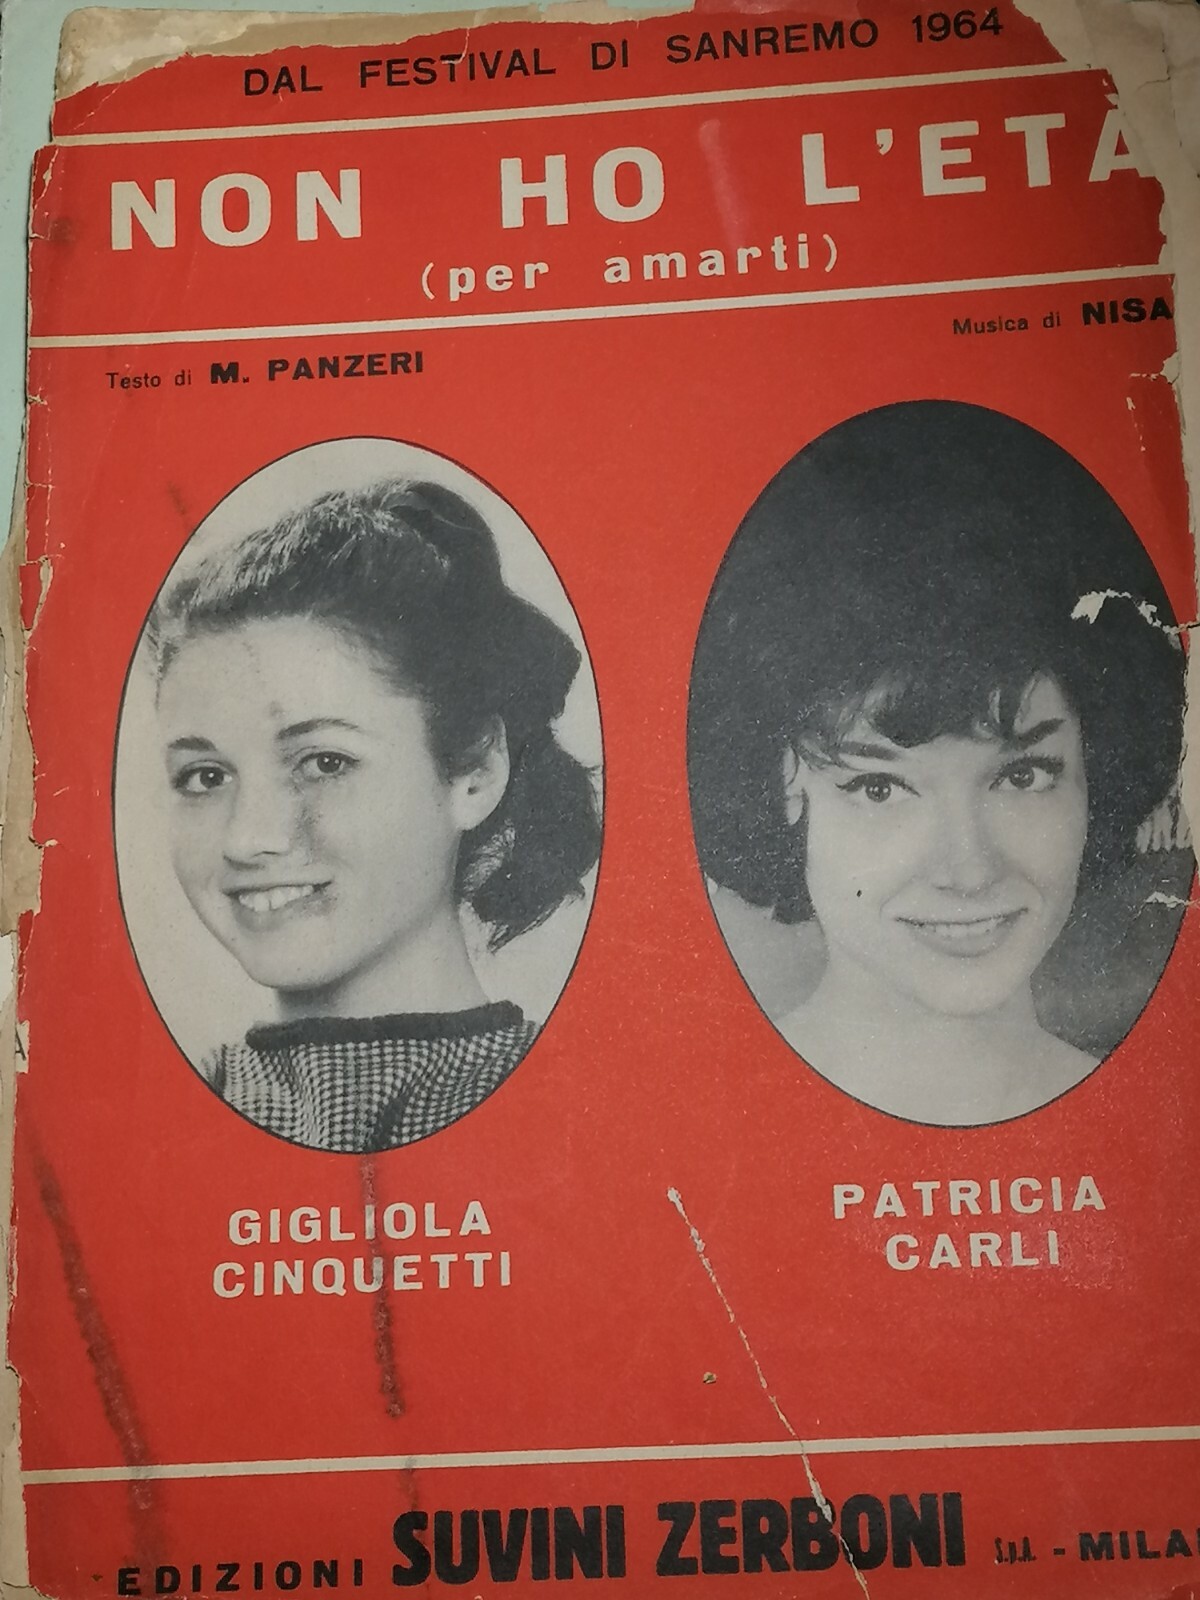 DAL FESTIVAL DI SANREMO 1964
NON HO L'ETÀ
(per amarti)
Testo di M. PANZERI
Musica di NISA
GIGLIOLA
CINQUETTI
PATRICIA
CARLI
EDIZIONI SUVINI ZERBONI S.p.A. - MILA